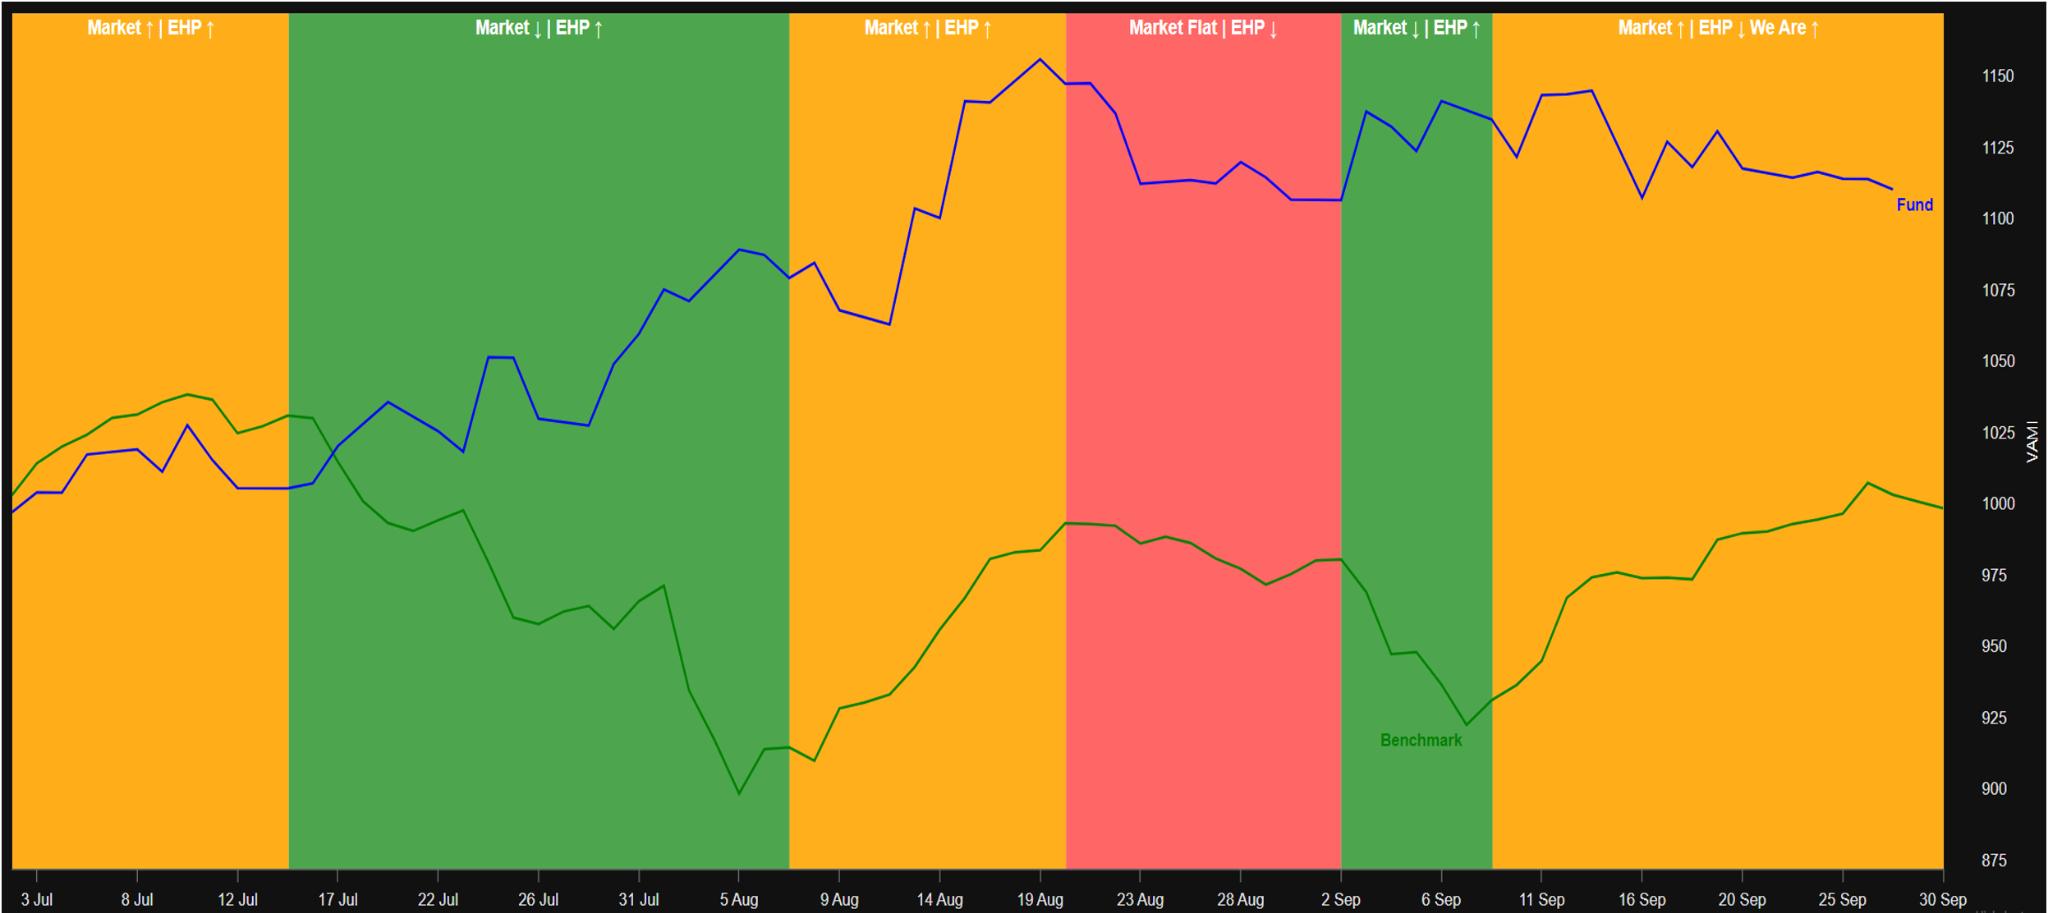 Market ↑ | EHP ↑
Market ↓ | EHP ↑
Market ↑ | EHP ↑
Market Flat | EHP ↓
Market ↓ | EHP ↑
Market ↑ | EHP ↓ We Are ↑
1150
1125
1100
1075
1050
1025
1000
975
950
925
900
875
VAMI
Fund
Benchmark
3 Jul
8 Jul
12 Jul
17 Jul
22 Jul
26 Jul
31 Jul
5 Aug
9 Aug
14 Aug
19 Aug
23 Aug
28 Aug
2 Sep
6 Sep
11 Sep
16 Sep
20 Sep
25 Sep
30 Sep